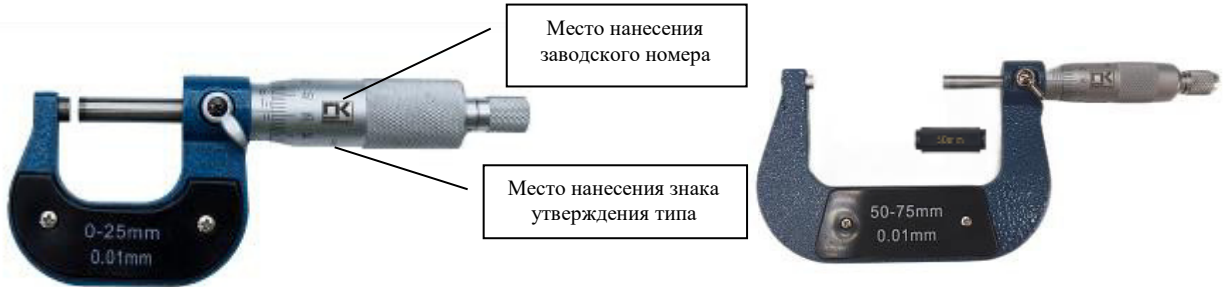 Место нанесения
заводского номера
Место нанесения знака
утверждения типа
0-25mm
0.01mm
50-75mm
0.01mm